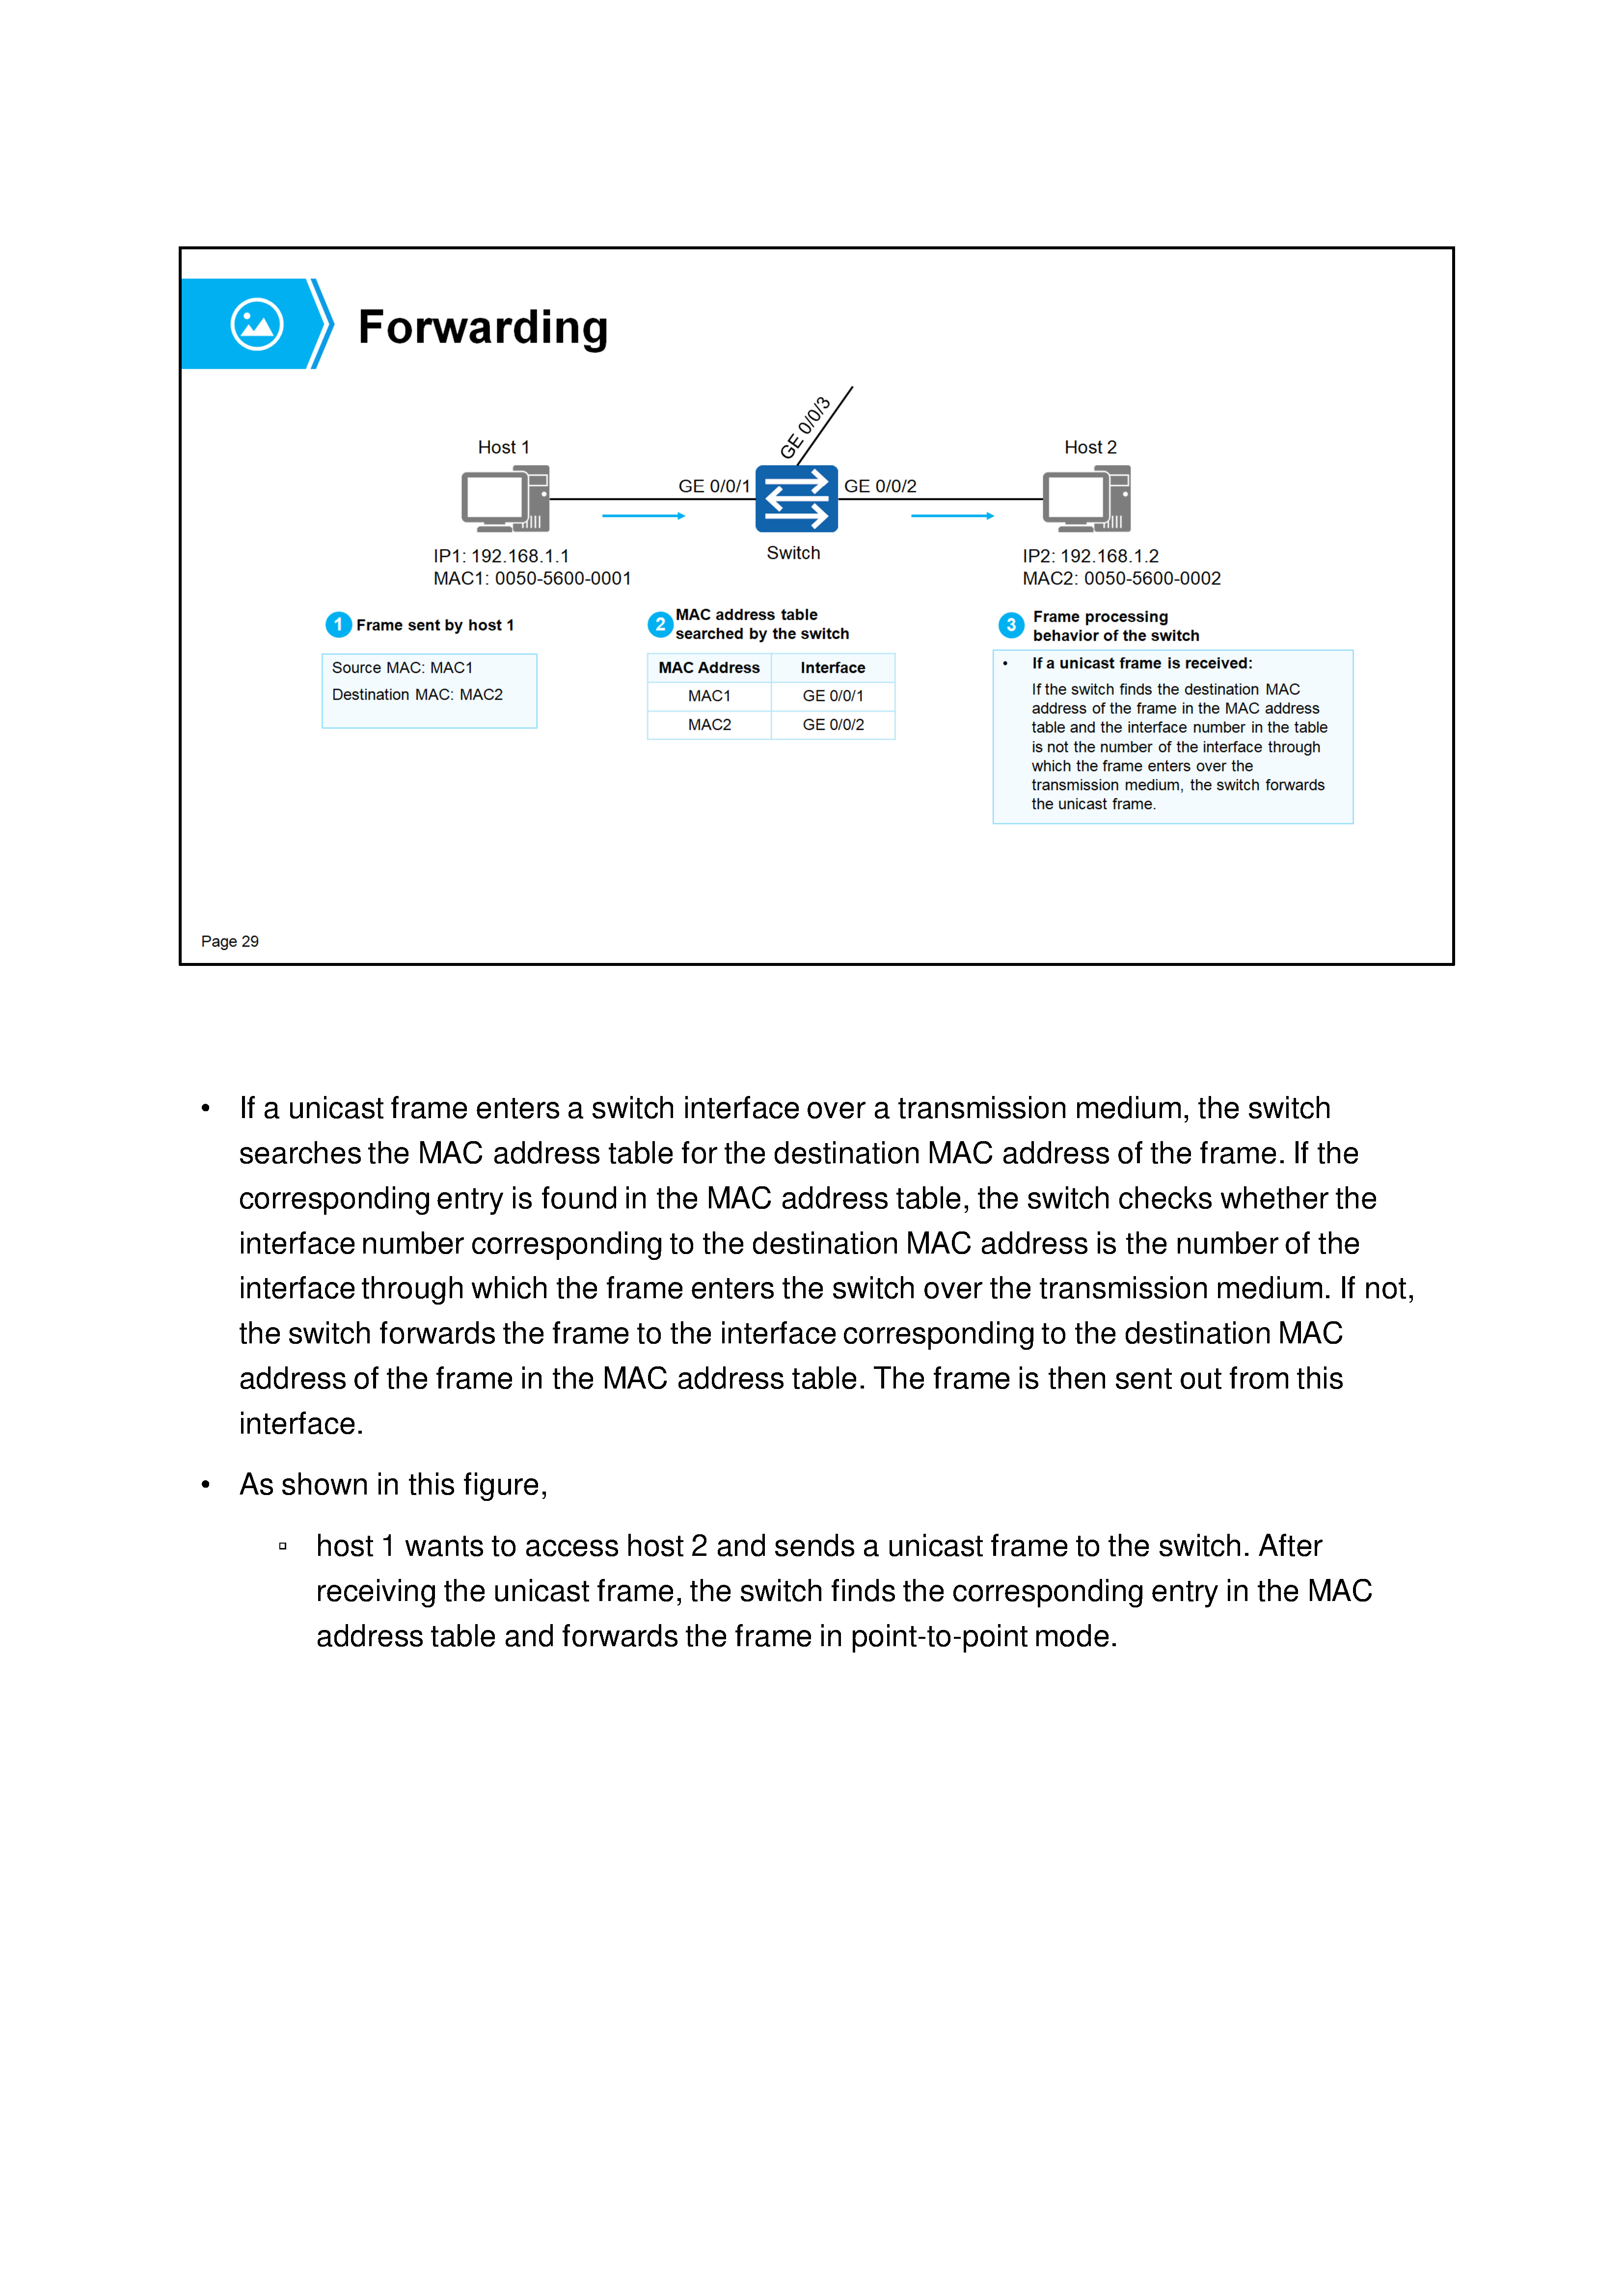 Forwarding
GE 0/0/3
Host 1
Host 2
GE 0/0/1
GE 0/0/2
Switch
IP1: 192.168.1.1
MAC1: 0050-5600-0001
IP2: 192.168.1.2
MAC2: 0050-5600-0002
1 Frame sent by host 1
Source MAC: MAC1
Destination MAC: MAC2
2 MAC address table
searched by the switch
MAC Address Interface
MAC1 GE 0/0/1
MAC2 GE 0/0/2
3 Frame processing
behavior of the switch
• If a unicast frame is received:
If the switch finds the destination MAC
address of the frame in the MAC address
table and the interface number in the table
is not the number of the interface through
which the frame enters over the
transmission medium, the switch forwards
the unicast frame.
Page 29
• If a unicast frame enters a switch interface over a transmission medium, the switch
searches the MAC address table for the destination MAC address of the frame. If the
corresponding entry is found in the MAC address table, the switch checks whether the
interface number corresponding to the destination MAC address is the number of the
interface through which the frame enters the switch over the transmission medium. If not,
the switch forwards the frame to the interface corresponding to the destination MAC
address of the frame in the MAC address table. The frame is then sent out from this
interface.
• As shown in this figure,
▫ host 1 wants to access host 2 and sends a unicast frame to the switch. After
receiving the unicast frame, the switch finds the corresponding entry in the MAC
address table and forwards the frame in point-to-point mode.